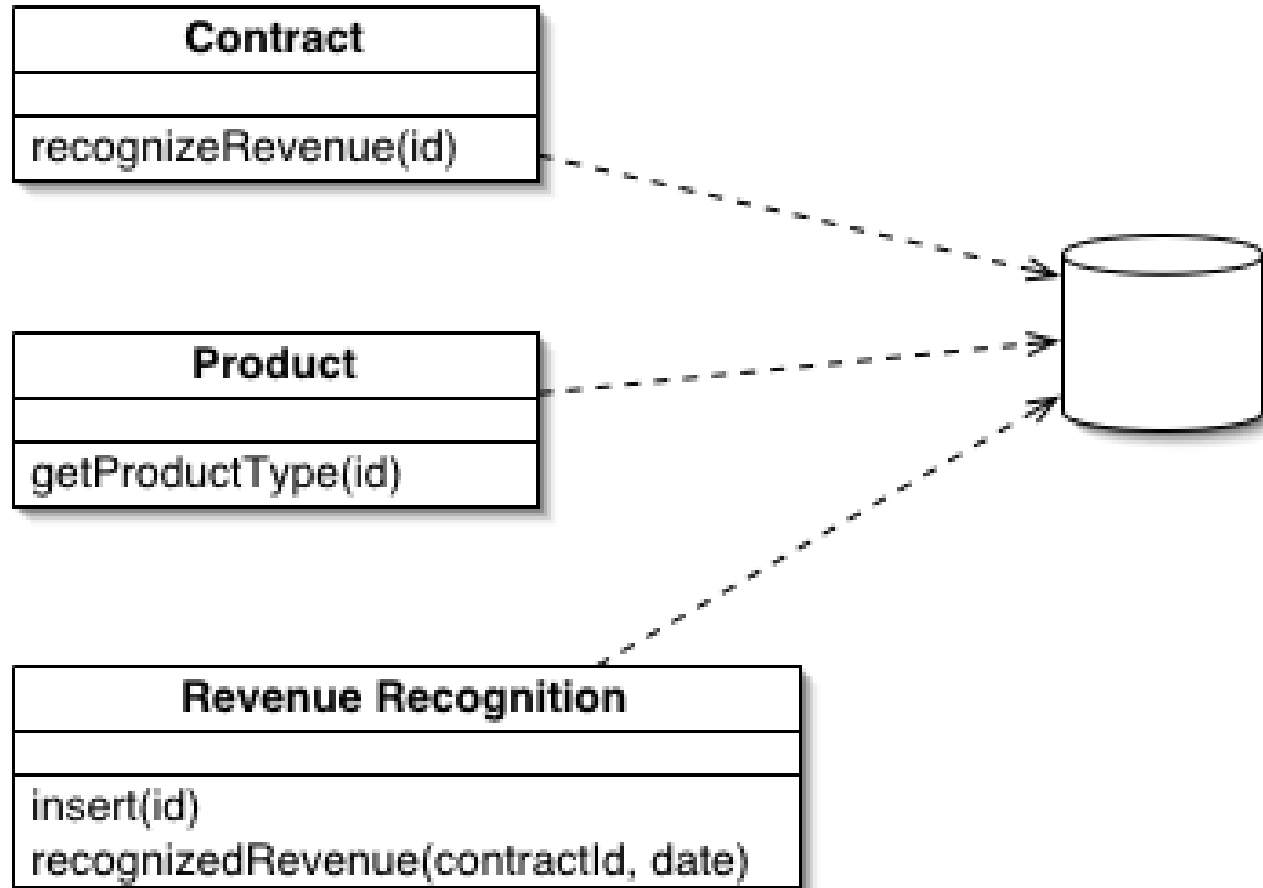 Contract
recognizeRevenue(id)
Product
getProductType(id)
Revenue Recognition
insert(id)
recognizedRevenue(contractId, date)